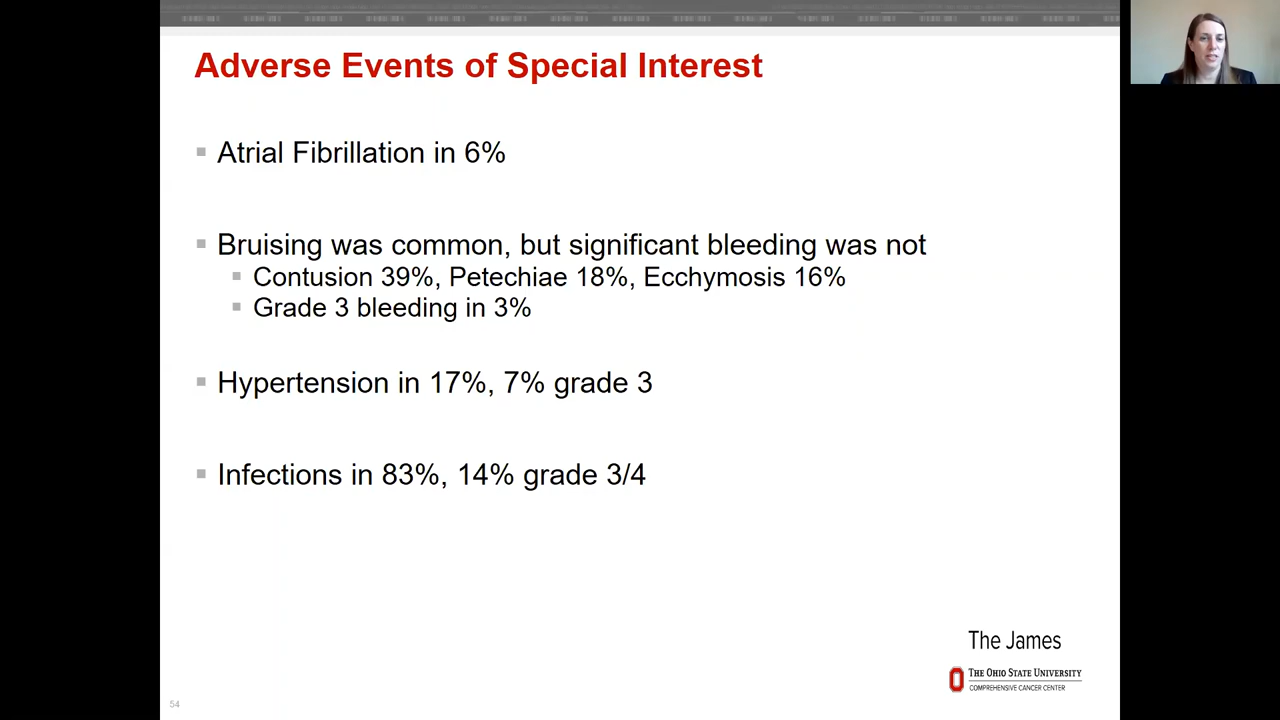 Adverse Events of Special Interest
Atrial Fibrillation in 6%
Bruising was common, but significant bleeding was not
Contusion 39%, Petechiae 18%, Ecchymosis 16%
Grade 3 bleeding in 3%
Hypertension in 17%, 7% grade 3
Infections in 83%, 14% grade 3/4
The James
THE OHIO STATE UNIVERSITY
COMPREHENSIVE CANCER CENTER
54